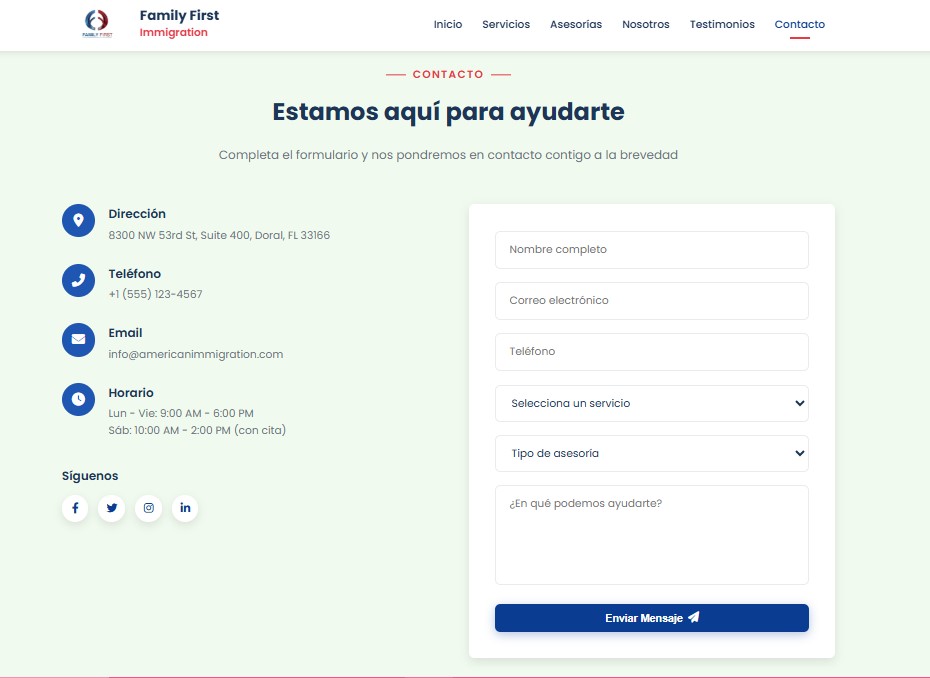 FAMILY FIRST
Family First
Immigration
Inicio Servicios Asesorias Nosotros Testimonios Contacto
CONTACTO
Estamos aquí para ayudarte
Completa el formulario y nos pondremos en contacto contigo a la brevedad
Dirección
8300 NW 53rd St, Suite 400, Doral, FL 33166
Teléfono
+1 (555) 123-4567
Email
info@americanimmigration.com
Horario
Lun - Vie: 9:00 AM - 6:00 PM
Sáb: 10:00 AM - 2:00 PM (con cita)
Síguenos
Nombre completo
Correo electrónico
Teléfono
Selecciona un servicio
Tipo de asesoría
¿En qué podemos ayudarte?
Enviar Mensaje